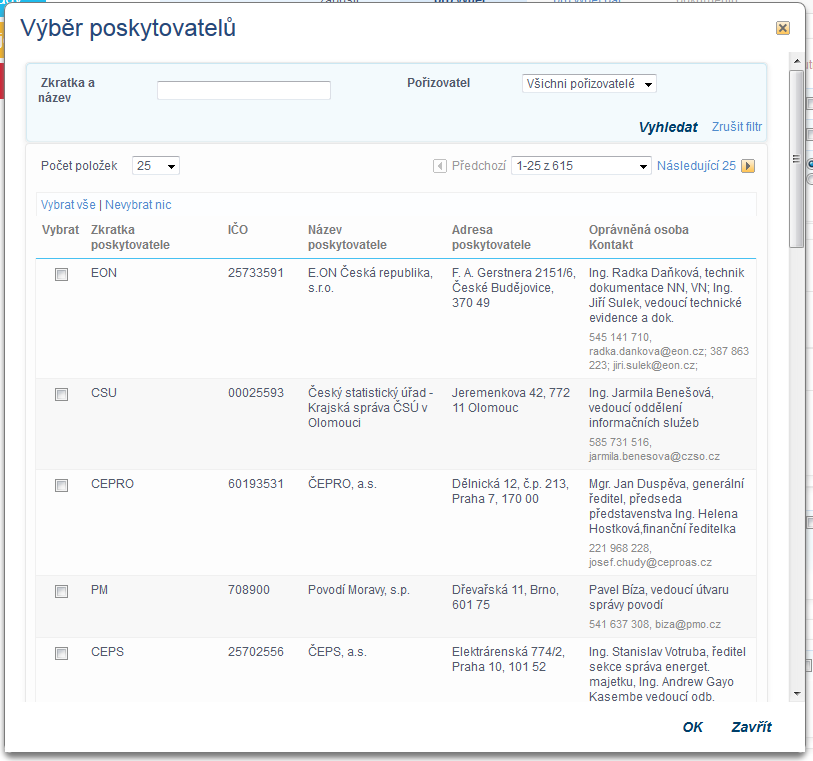 Výběr poskytovatelů
Zkratka a
název
Pořizovatel
Všichni pořizovatelé
Vyhledat
Zrušit filtr
Počet položek
25
Předchozí
1-25 z 615
Následující 25
Vybrat vše | Nevybrat nic
Vybrat
Zkratka
poskytovatele
IČO
Název
poskytovatele
Adresa
poskytovatele
Oprávněná osoba
Kontakt
EON
25733591
E.ON Česká republika,
s.r.o.
F. A. Gerstnera 2151/6,
České Budějovice,
370 49
Ing. Radka Daňková, technik
dokumentace NN, VN; Ing.
Jiří Sulek, vedoucí technické
evidence a dok.
545 141 710,
radka.dankova@eon.cz; 387 863
223; jiri.sulek@eon.cz;
CSU
00025593
Český statistický úřad -
Krajská správa ČSÚ v
Olomouci
Jeremenkova 42, 772
11 Olomouc
Ing. Jarmila Benešová,
vedoucí oddělení
informačních služeb
585 731 516,
jarmila.benesova@czso.cz
CEPRO
60193531
ČEPRO, a.s.
Dělnická 12, č.p. 213,
Praha 7, 170 00
Mgr. Jan Duspěva, generální
ředitel, předseda
představenstva Ing. Helena
Hostková,finanční ředitelka
221 968 228,
josef.chudy@ceproas.cz
PM
708900
Povodí Moravy, s.p.
Dřevařská 11, Brno,
601 75
Pavel Bíza, vedoucí útvaru
správy povodí
541 637 308, biza@pmo.cz
CEPS
25702556
ČEPS, a.s.
Elektrárenská 774/2,
Praha 10, 101 52
Ing. Stanislav Votruba, ředitel
sekce správa energet.
majetku, Ing. Andrew Gayo
Kasembe vedoucí odb.
OK
Zavřít